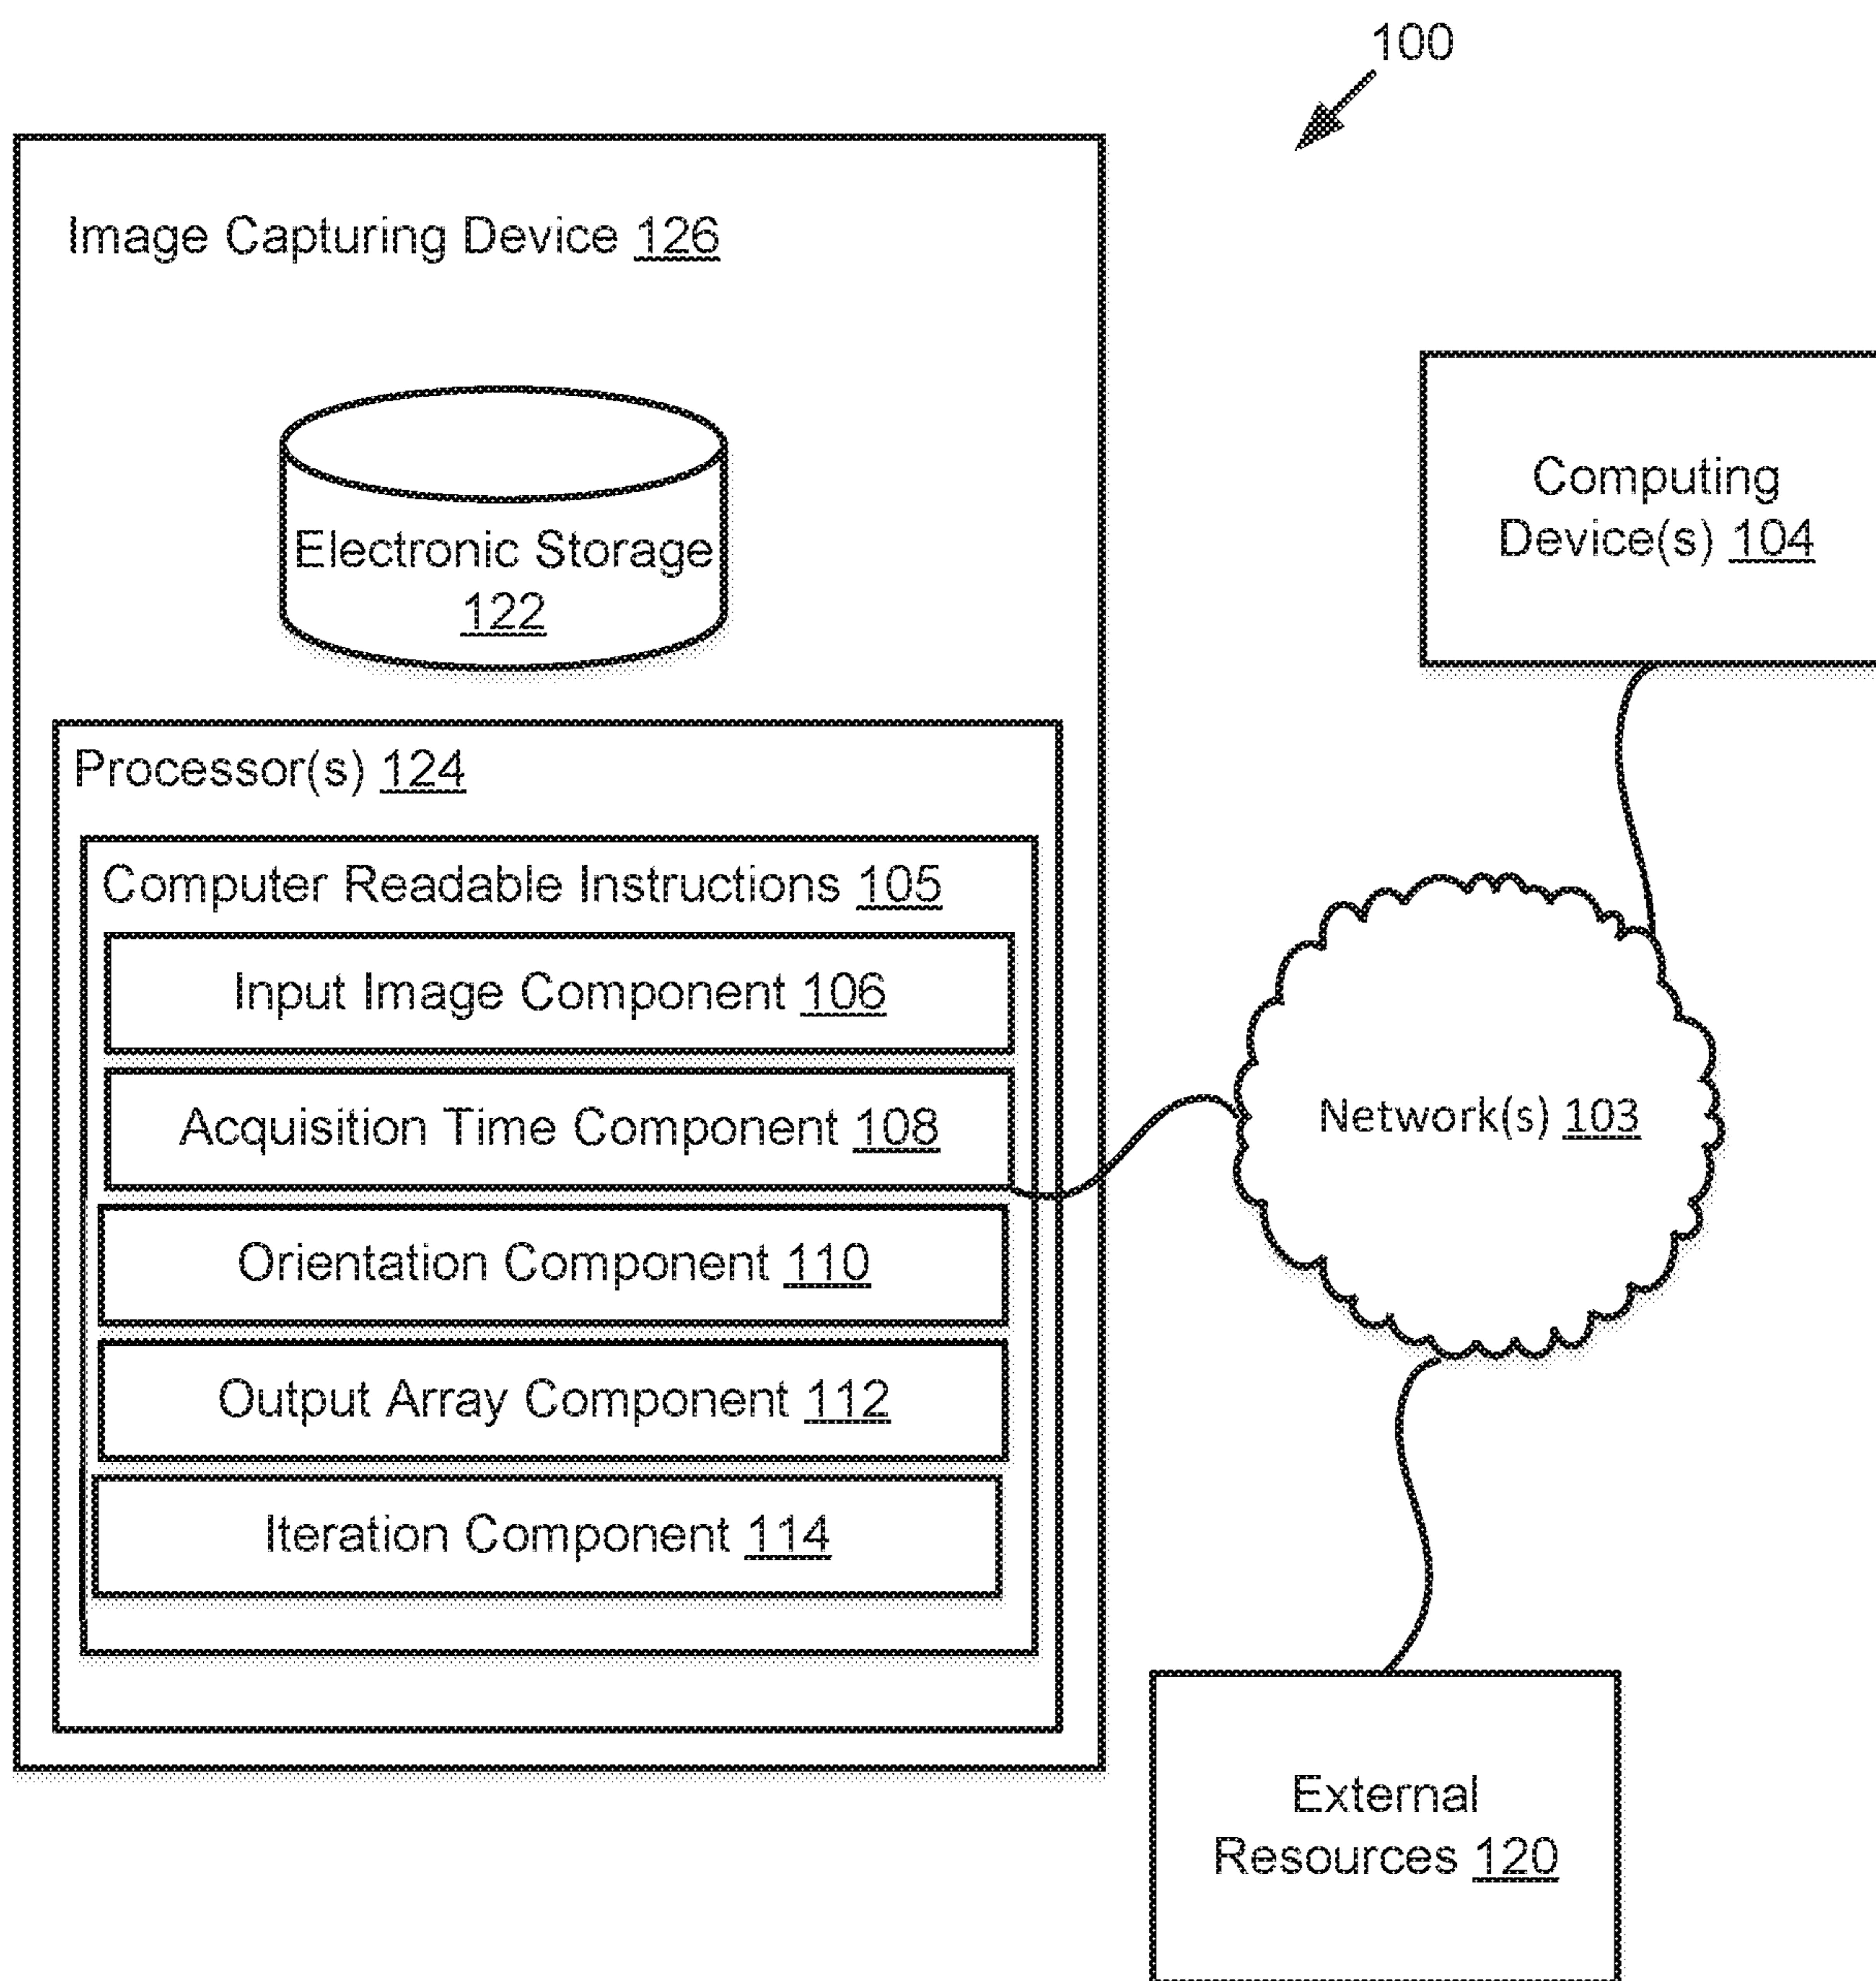 100
Image Capturing Device 126
Electronic Storage
122
Computing
Device(s) 104
Processor(s) 124
Computer Readable Instructions 105
Input Image Component 106
Acquisition Time Component 108
Network(s) 103
Orientation Component 110
Output Array Component 112
Iteration Component 114
External
Resources 120